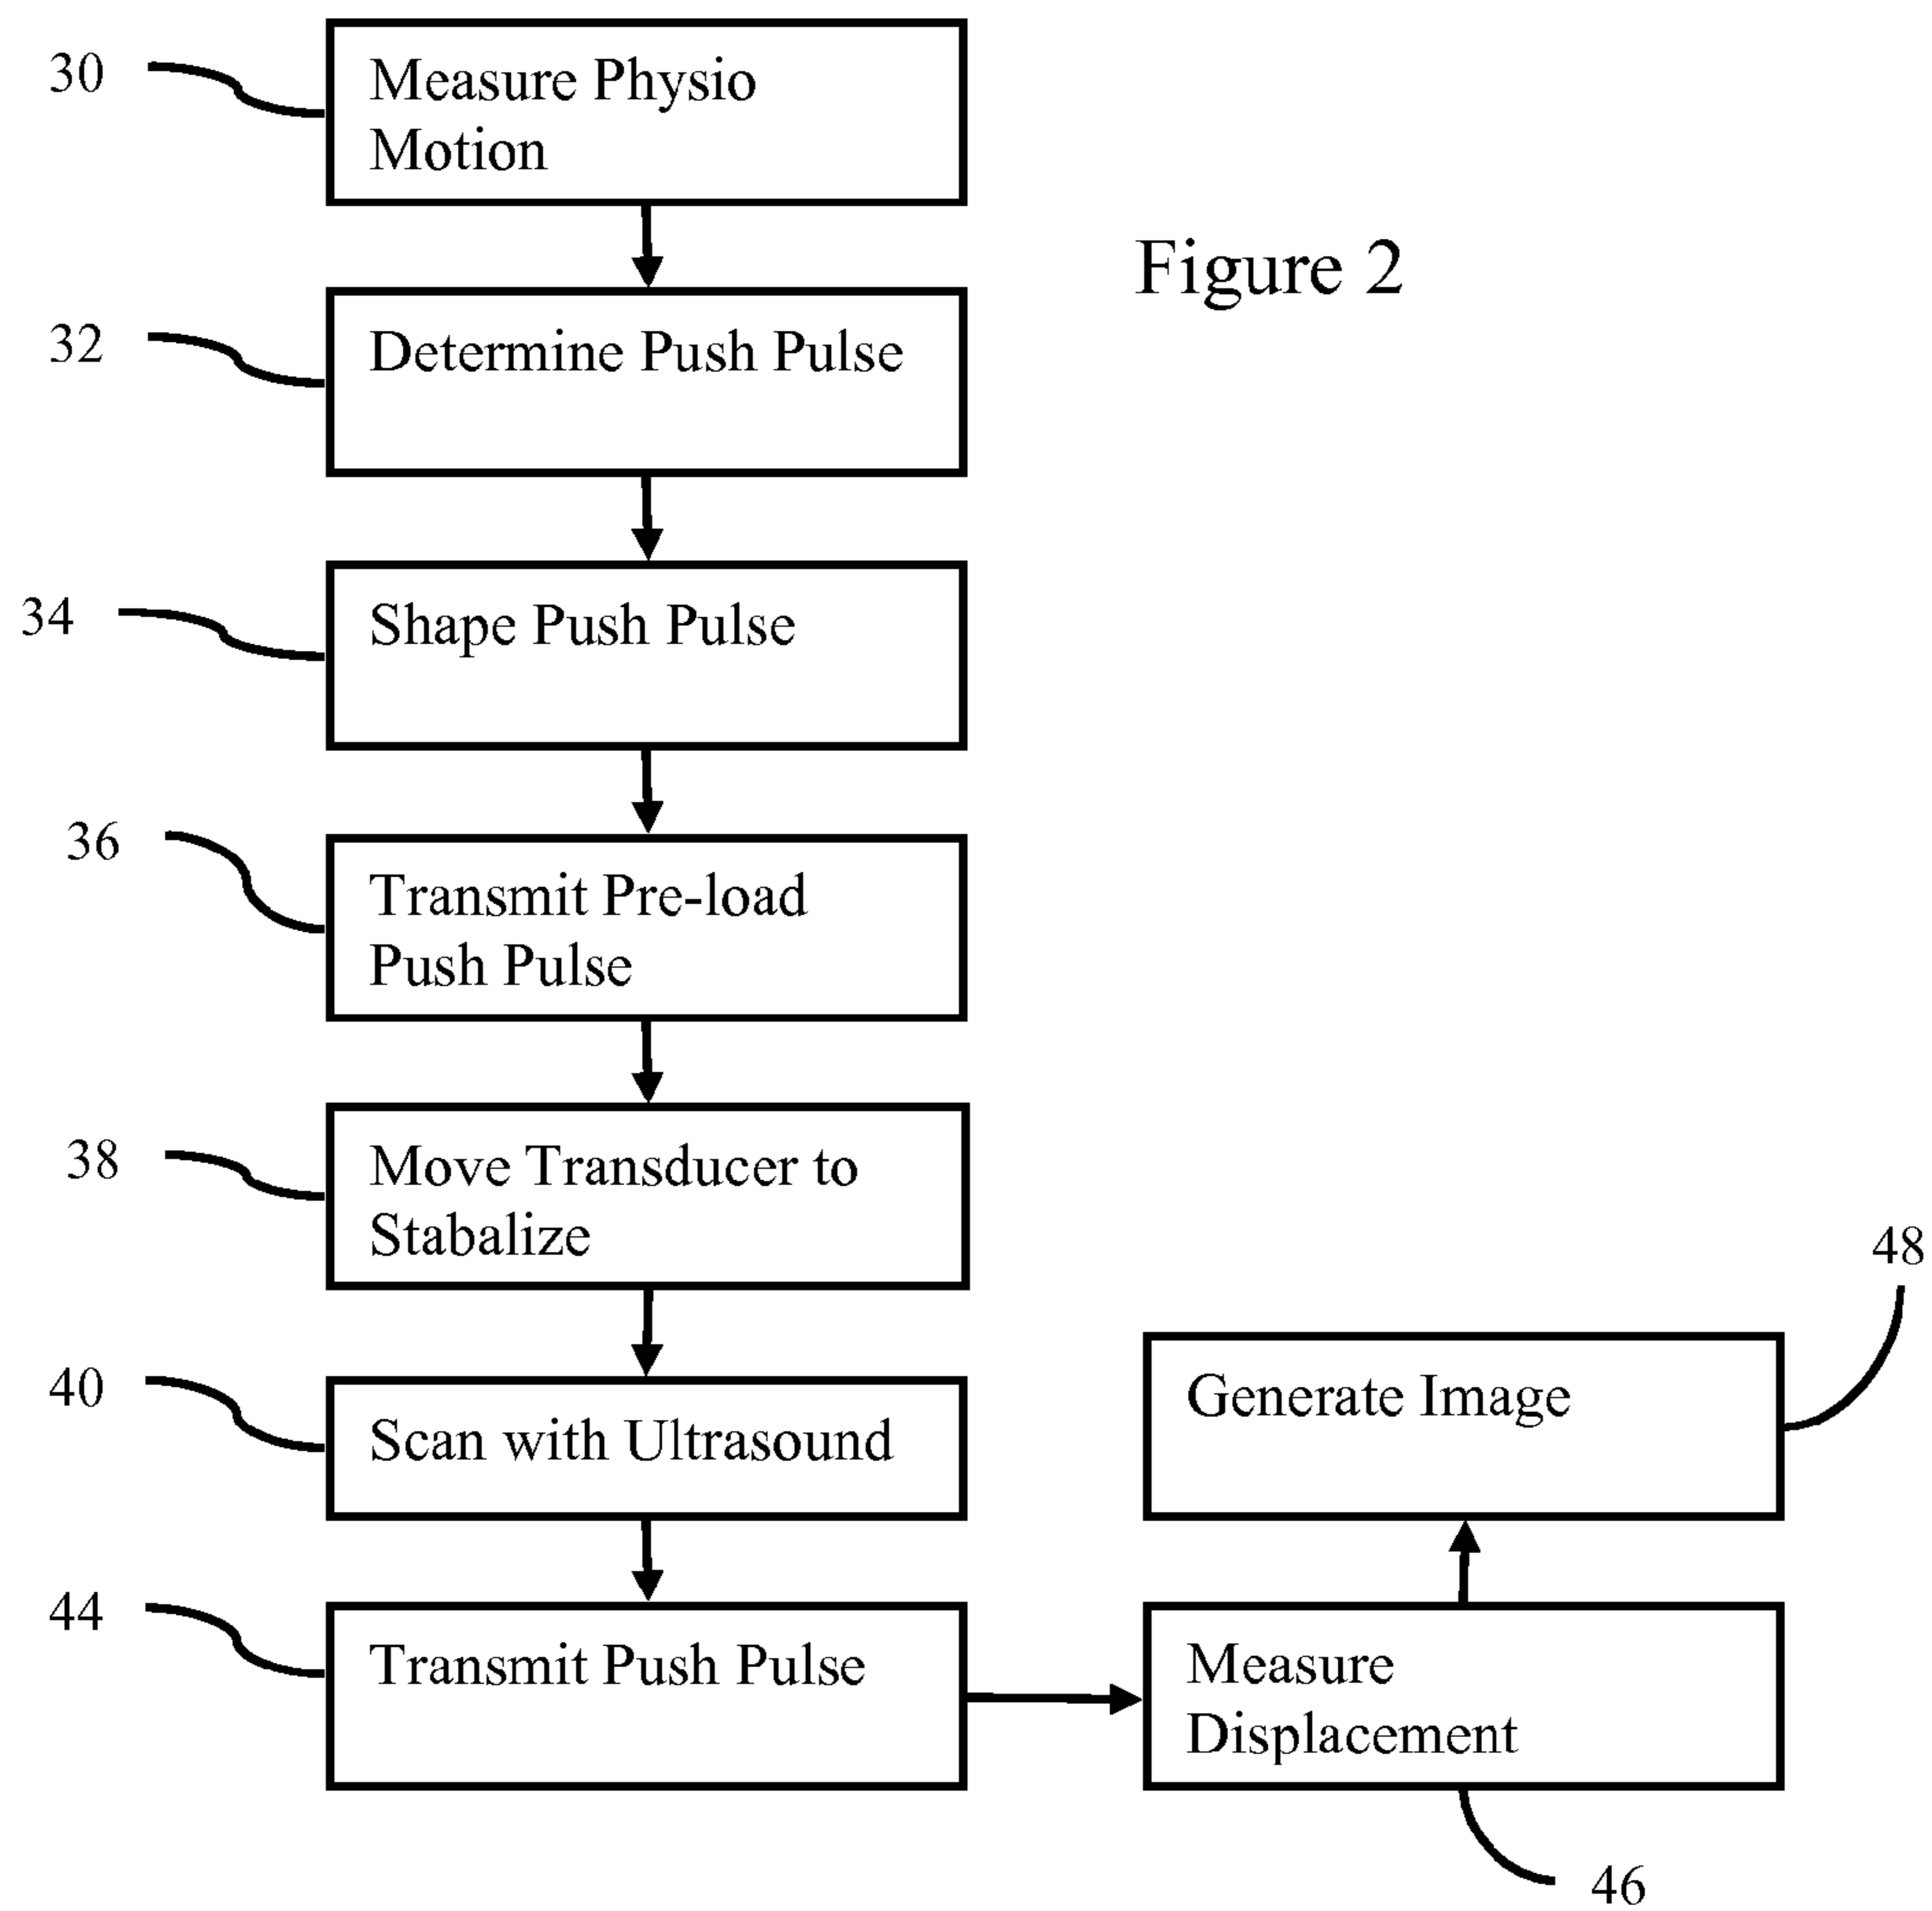 30
Measure Physio
Motion
Figure 2
32
Determine Push Pulse
34
Shape Push Pulse
36
Transmit Pre-load
Push Pulse
38
Move Transducer to
Stabalize
40
Scan with Ultrasound
44
Transmit Push Pulse
Measure
Displacement
46
Generate Image
48